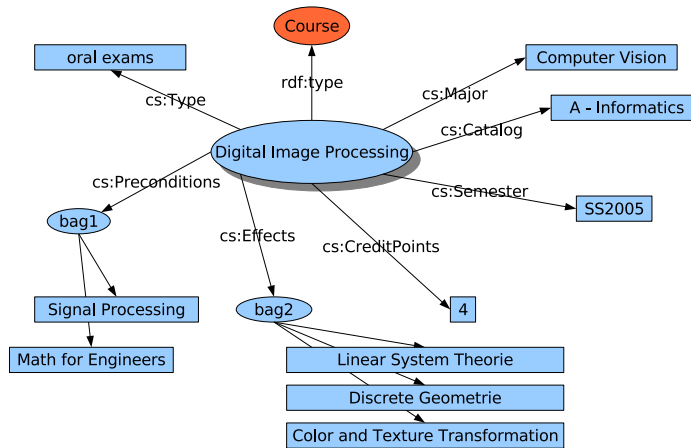 Course
oral exams
Computer Vision
rdf:type
cs:Type
cs:Major
A - Informatics
cs:Catalog
Digital Image Processing
cs:Preconditions
cs:Semester
SS2005
bag1
cs:Effects
cs:CreditPoints
Signal Processing
bag2
4
Math for Engineers
Linear System Theorie
Discrete Geometrie
Color and Texture Transformation